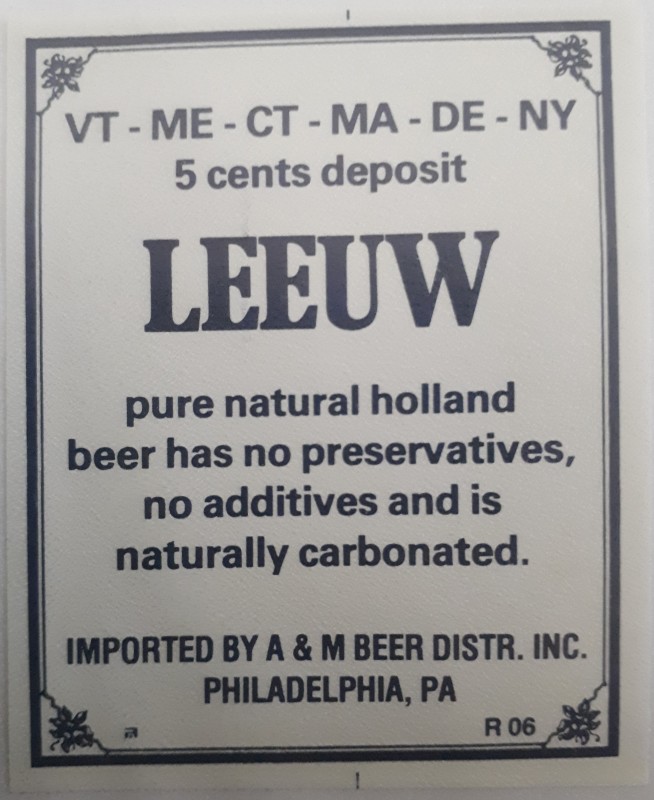 VT - ME - CT - MA - DE - NY
5 cents deposit
LEEUW
pure natural holland
beer has no preservatives,
no additives and is
naturally carbonated.
IMPORTED BY A & M BEER DISTR. INC.
PHILADELPHIA, PA
R 06